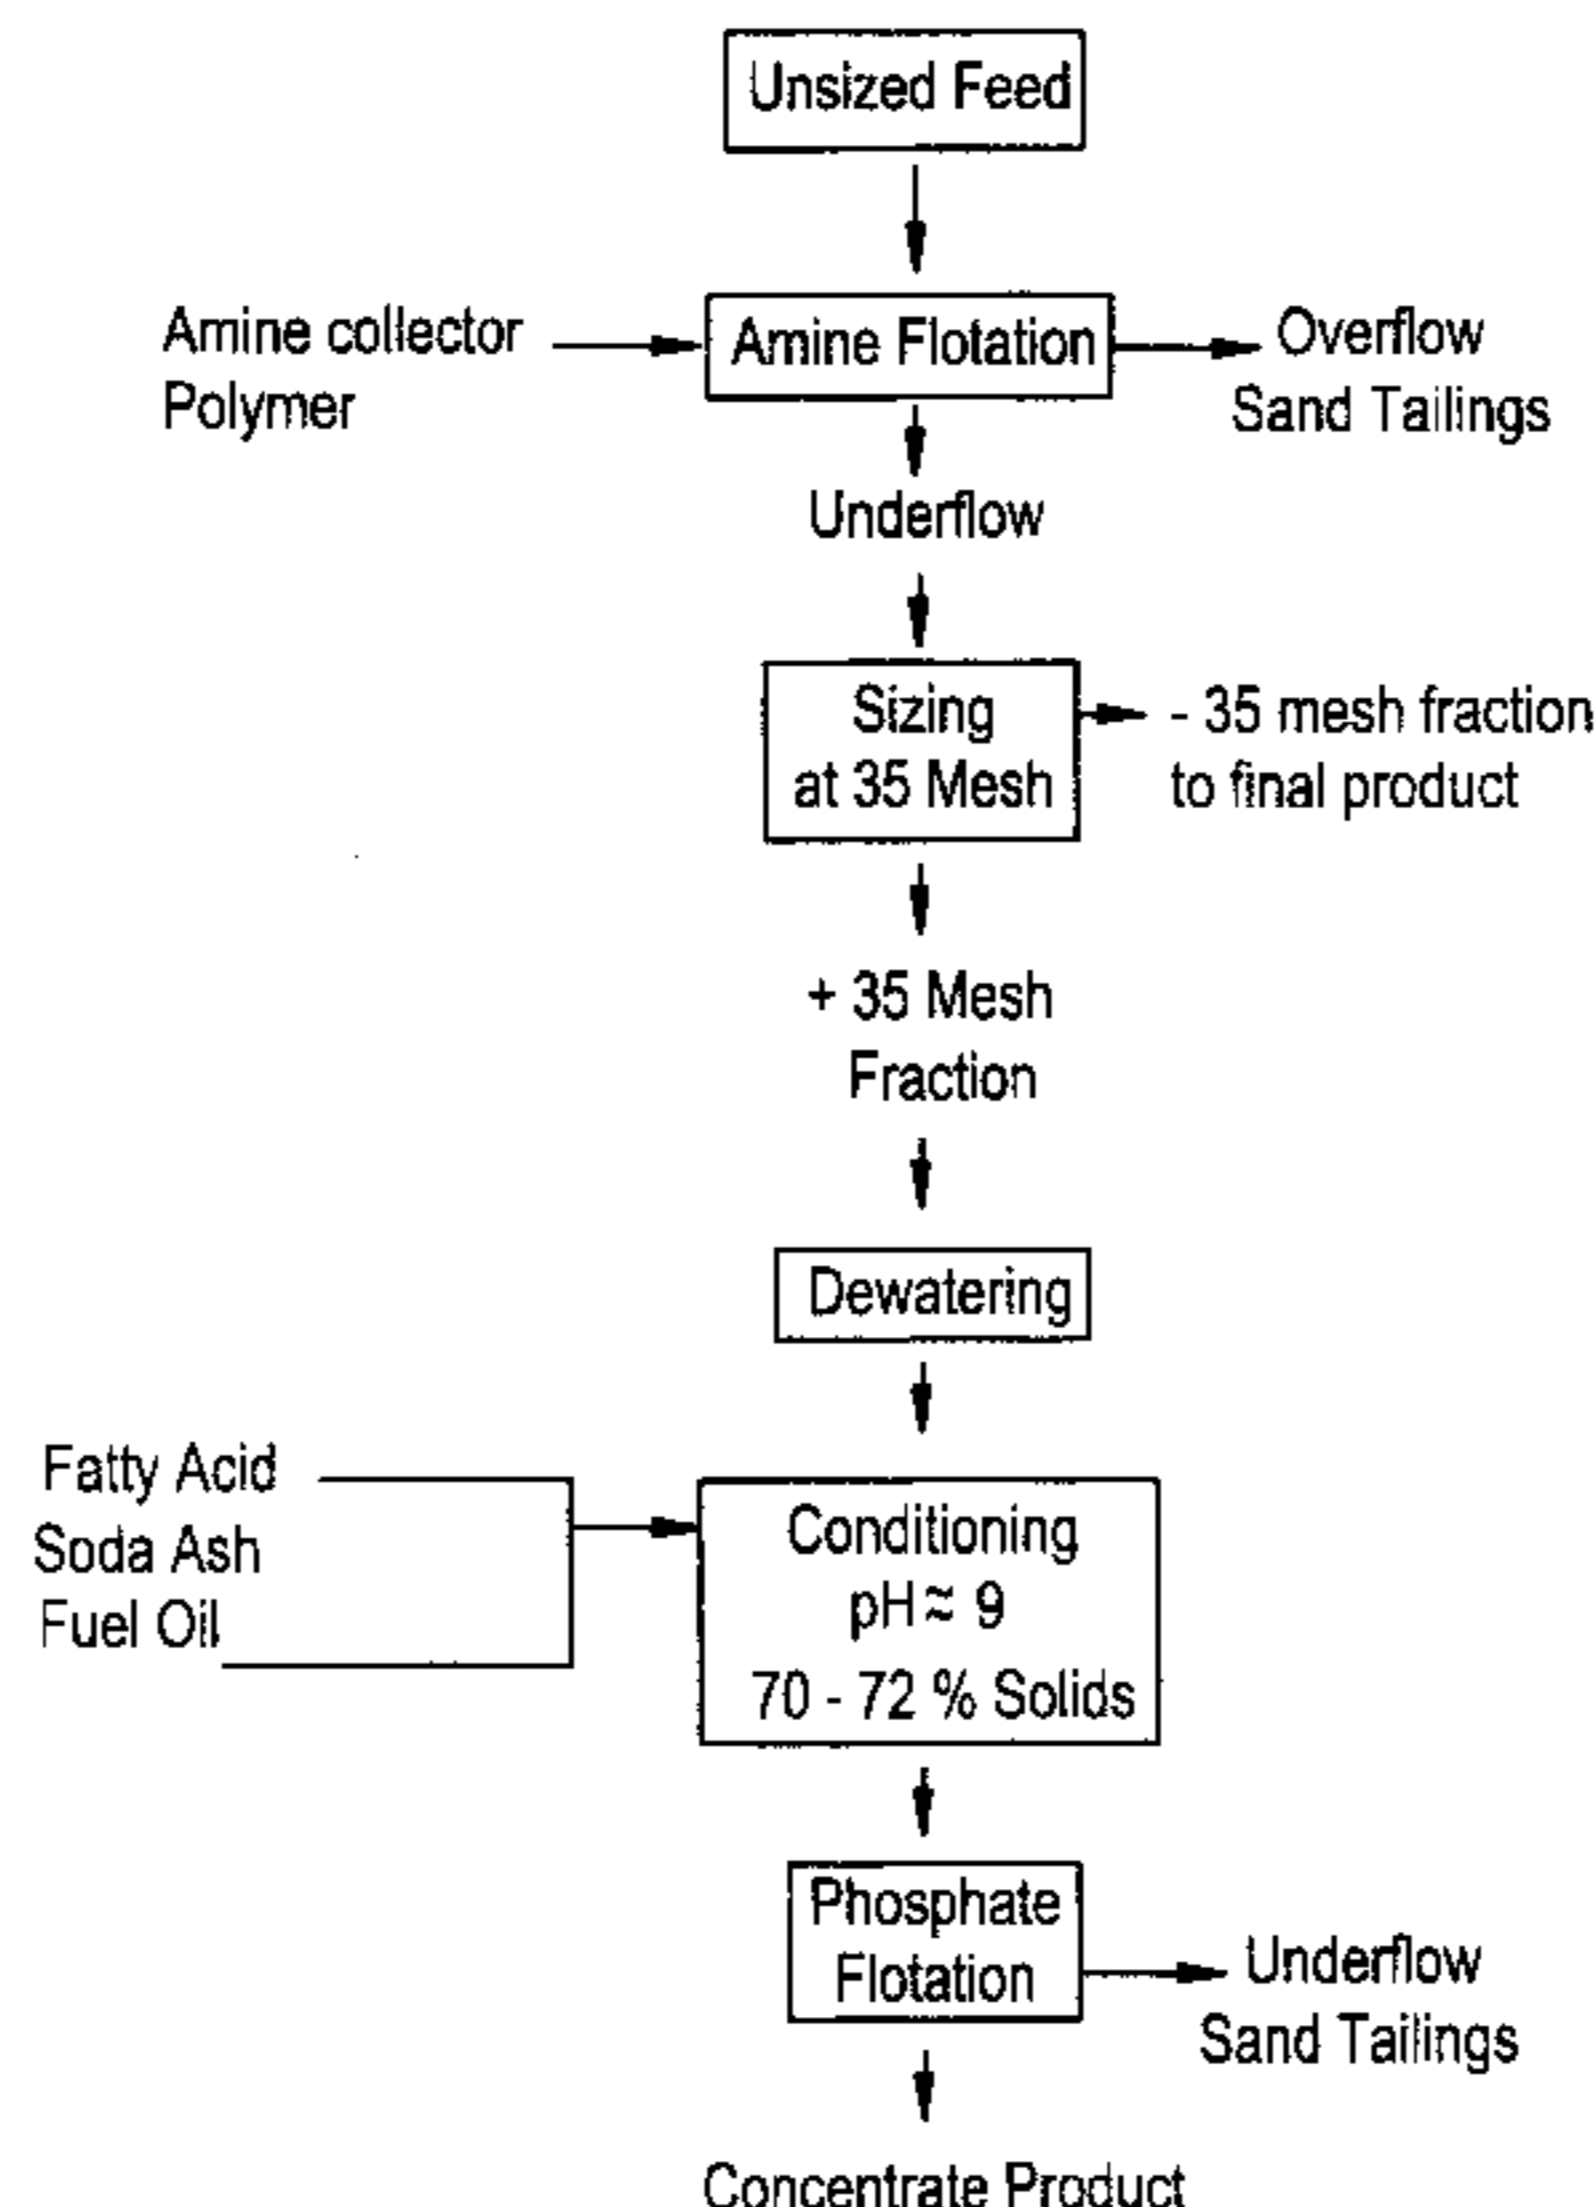 Unsized Feed
Amine collector
Polymer
Amine Flotation
Overflow
Sand Tailings
Underflow
Sizing
at 35 Mesh
- 35 mesh fraction
to final product
+ 35 Mesh
Fraction
Dewatering
Fatty Acid
Soda Ash
Fuel Oil
Conditioning
pH ≈ 9
70 - 72 % Solids
Phosphate
Flotation
Underflow
Sand Tailings
Concentrate Product